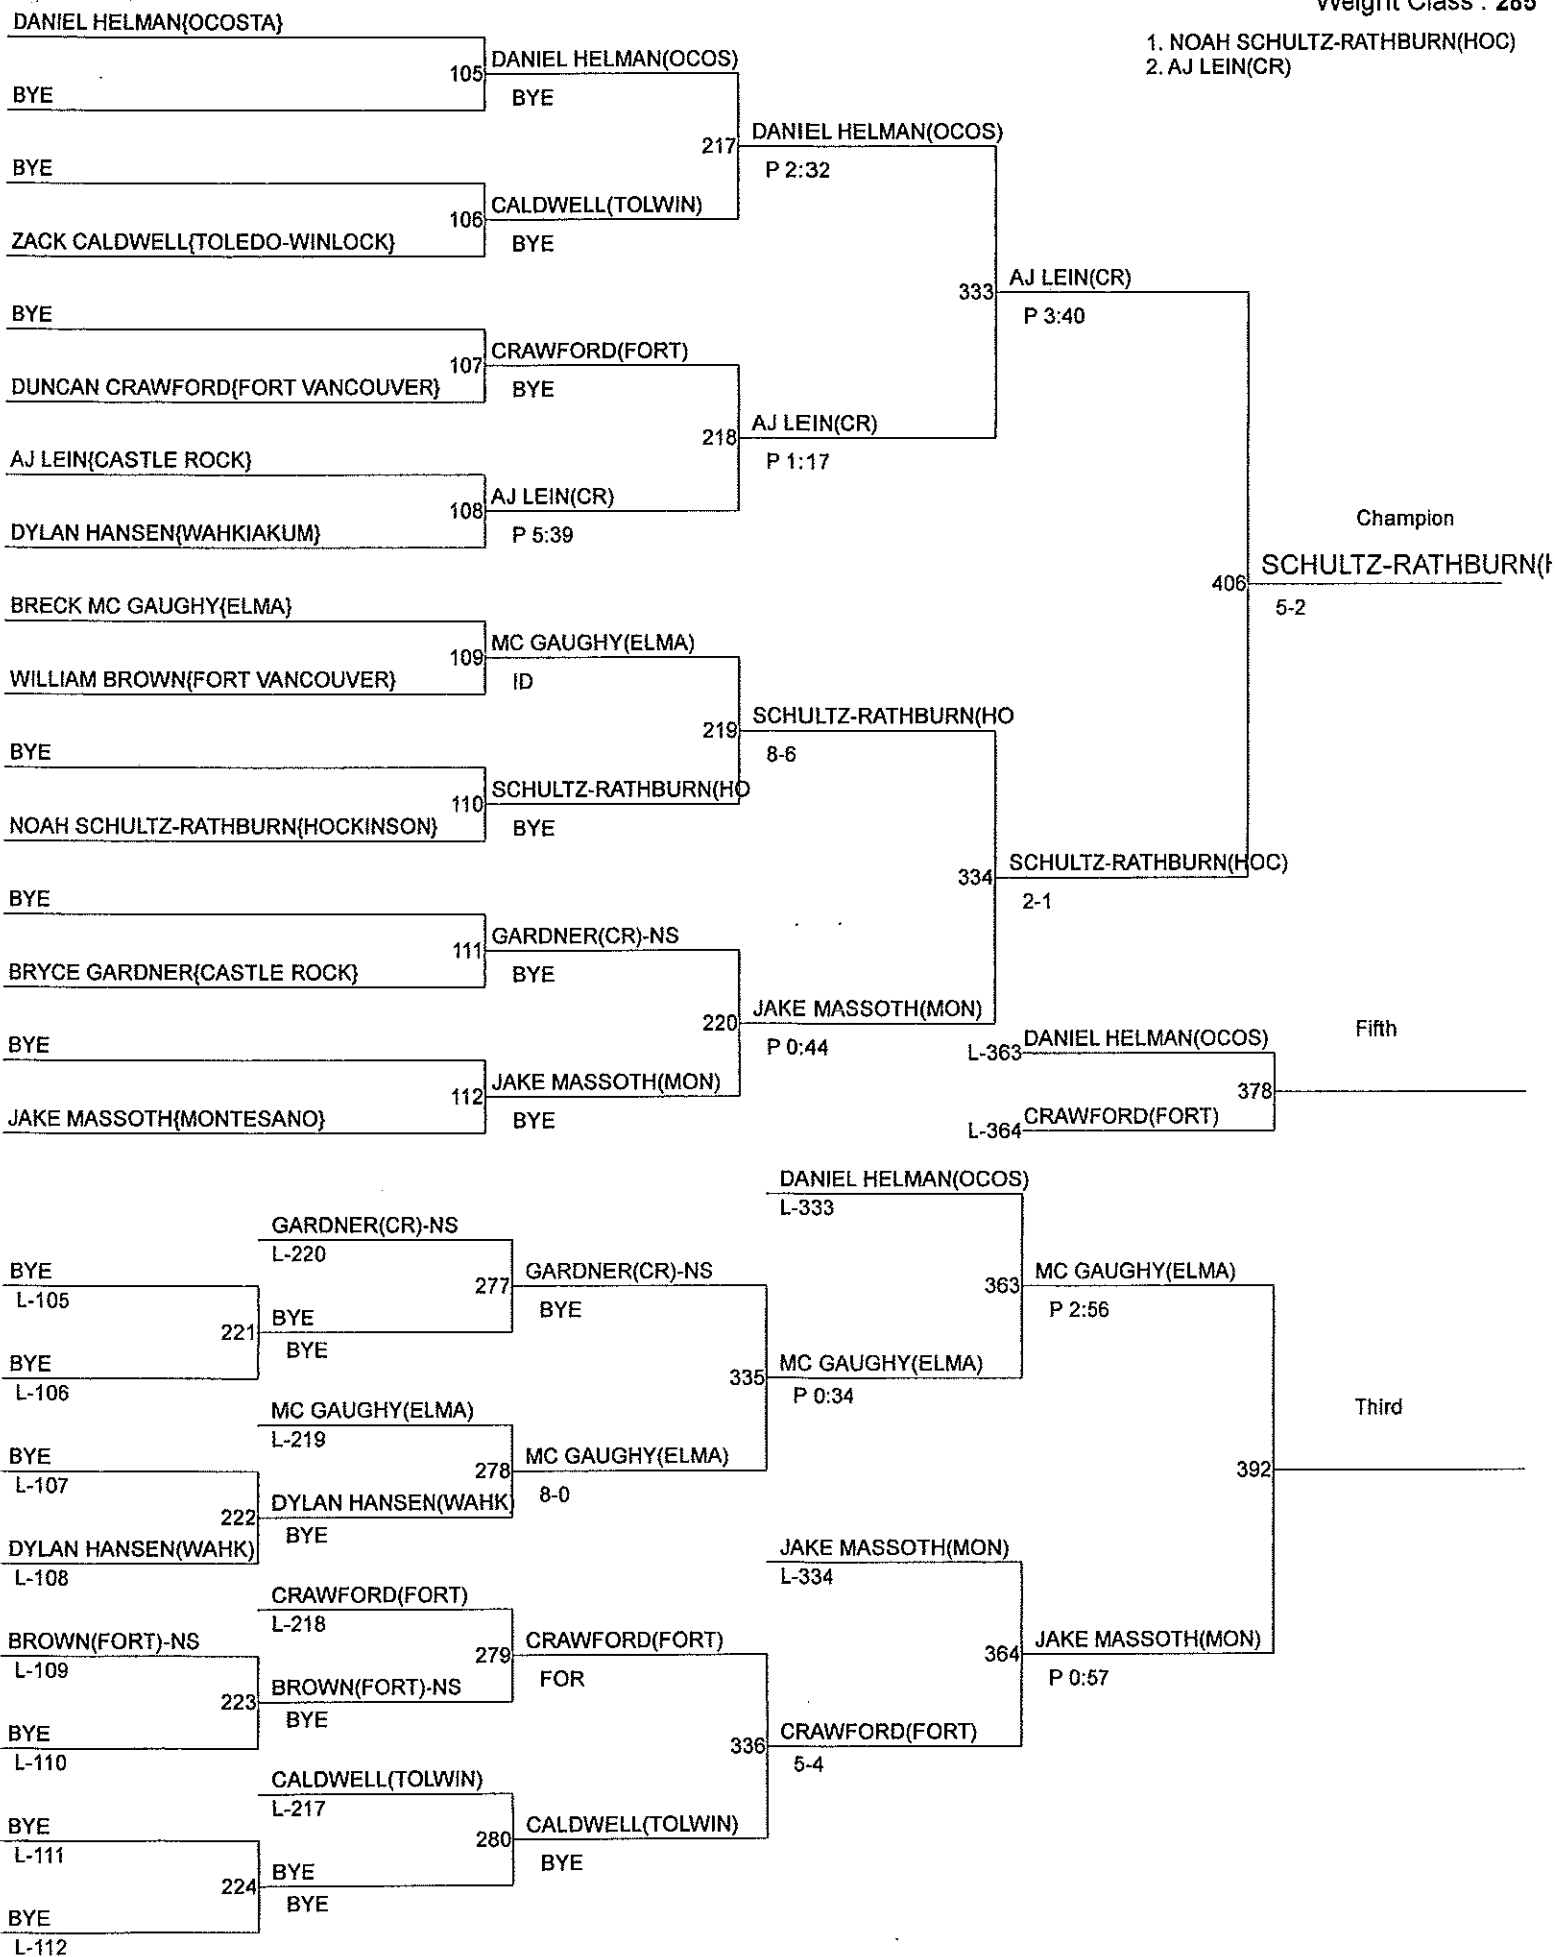 Weight Class : 285
1. NOAH SCHULTZ-RATHBURN(HOC)
2. AJ LEIN(CR)
DANIEL HELMAN{OCOSTA}
105
DANIEL HELMAN(OCOS)
BYE
BYE
217
DANIEL HELMAN(OCOS)
P 2:32
BYE
106
CALDWELL(TOLWIN)
ZACK CALDWELL{TOLEDO-WINLOCK}
BYE
333
AJ LEIN(CR)
P 3:40
BYE
107
CRAWFORD(FORT)
DUNCAN CRAWFORD{FORT VANCOUVER}
BYE
218
AJ LEIN(CR)
P 1:17
AJ LEIN{CASTLE ROCK}
108
AJ LEIN(CR)
DYLAN HANSEN{WAHKIAKUM}
P 5:39
Champion
406
SCHULTZ-RATHBURN(H
5-2
BRECK MC GAUGHY{ELMA}
109
MC GAUGHY(ELMA)
WILLIAM BROWN{FORT VANCOUVER}
ID
219
SCHULTZ-RATHBURN(HO
8-6
BYE
110
SCHULTZ-RATHBURN(HO
NOAH SCHULTZ-RATHBURN{HOCKINSON}
BYE
334
SCHULTZ-RATHBURN(HOC)
2-1
BYE
111
GARDNER(CR)-NS
BRYCE GARDNER{CASTLE ROCK}
BYE
220
JAKE MASSOTH(MON)
P 0:44
BYE
112
JAKE MASSOTH(MON)
JAKE MASSOTH{MONTESANO}
BYE
Fifth
L-363
DANIEL HELMAN(OCOS)
378
L-364
CRAWFORD(FORT)
DANIEL HELMAN(OCOS)
L-333
GARDNER(CR)-NS
L-220
BYE
L-105
277
GARDNER(CR)-NS
BYE
363
MC GAUGHY(ELMA)
P 2:56
221
BYE
BYE
BYE
L-106
335
MC GAUGHY(ELMA)
P 0:34
MC GAUGHY(ELMA)
L-219
Third
BYE
L-107
278
MC GAUGHY(ELMA)
8-0
392
222
DYLAN HANSEN(WAHK)
BYE
DYLAN HANSEN(WAHK)
L-108
JAKE MASSOTH(MON)
L-334
CRAWFORD(FORT)
L-218
BROWN(FORT)-NS
L-109
279
CRAWFORD(FORT)
FOR
364
JAKE MASSOTH(MON)
P 0:57
223
BROWN(FORT)-NS
BYE
BYE
L-110
336
CRAWFORD(FORT)
5-4
CALDWELL(TOLWIN)
L-217
BYE
L-111
280
CALDWELL(TOLWIN)
BYE
224
BYE
BYE
BYE
L-112